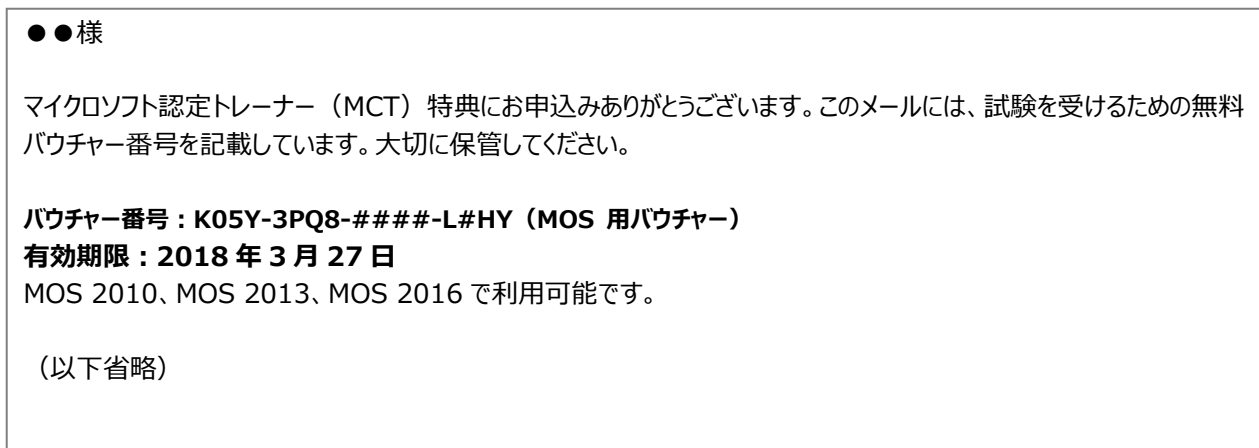 ●●様
マイクロソフト認定トレーナー（MCT）特典にお申込みありがとうございます。このメールには、試験を受けるための無料
バウチャー番号を記載しています。大切に保管してください。
バウチャー番号：K05Y-3PQ8-####-L#HY（MOS 用バウチャー）
有効期限：2018 年 3 月 27 日
MOS 2010、MOS 2013、MOS 2016 で利用可能です。
（以下省略）